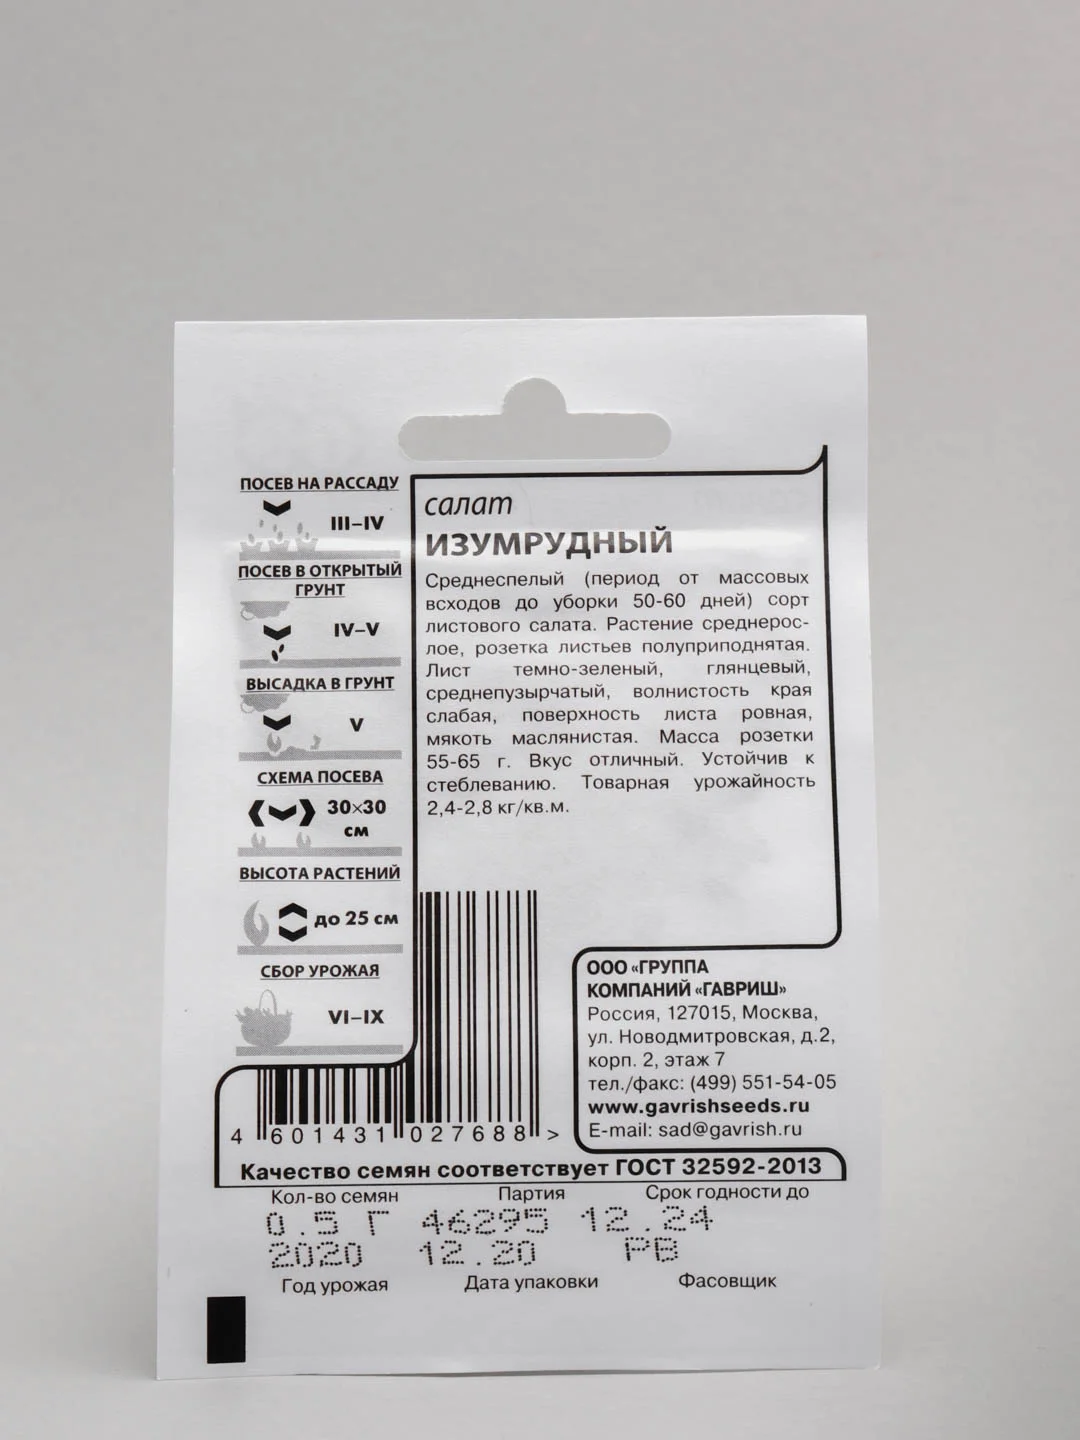 ПОСЕВ НА РАССАДУ
III–IV
ПОСЕВ В ОТКРЫТЫЙ
ГРУНТ
IV–V
ВЫСАДКА В ГРУНТ
V
СХЕМА ПОСЕВА
30×30
см
ВЫСОТА РАСТЕНИЙ
до 25 см
СБОР УРОЖАЯ
VI–IX
салат
ИЗУМРУДНЫЙ
Среднеспелый (период от массовых
всходов до уборки 50-60 дней) сорт
листового салата. Растение среднерос-
лое, розетка листьев полуприподнятая.
Лист темно-зеленый, глянцевый,
среднепузырчатый, волнистость края
слабая, поверхность листа ровная,
мякоть маслянистая. Масса розетки
55-65 г. Вкус отличный. Устойчив к
стеблеванию. Товарная урожайность
2,4-2,8 кг/кв.м.
ООО «ГРУППА
КОМПАНИЙ «ГАВРИШ»
Россия, 127015, Москва,
ул. Новодмитровская, д.2,
корп. 2, этаж 7
тел./факс: (499) 551-54-05
www.gavrishseeds.ru
E-mail: sad@gavrish.ru
4 601431 027688 >
Качество семян соответствует ГОСТ 32592-2013
Кол-во семян Партия Срок годности до
0.5 Г 46295 12.24
2020 12.20 РВ
Год урожая Дата упаковки Фасовщик